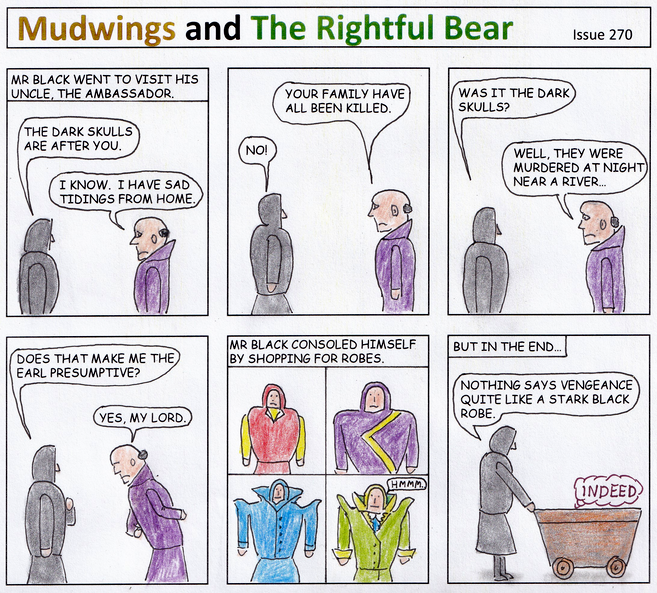 Mudwings and The Rightful Bear
Issue 270
MR BLACK WENT TO VISIT HIS
UNCLE, THE AMBASSADOR.
THE DARK SKULLS
ARE AFTER YOU.
I KNOW. I HAVE SAD
TIDINGS FROM HOME.
YOUR FAMILY HAVE
ALL BEEN KILLED.
NO!
WAS IT THE DARK
SKULLS?
WELL, THEY WERE
MURDERED AT NIGHT
NEAR A RIVER...
DOES THAT MAKE ME THE
EARL PRESUMPTIVE?
YES, MY LORD.
MR BLACK CONSOLED HIMSELF
BY SHOPPING FOR ROBES.
HMMM.
BUT IN THE END...
NOTHING SAYS VENGEANCE
QUITE LIKE A STARK BLACK
ROBE.
INDEED